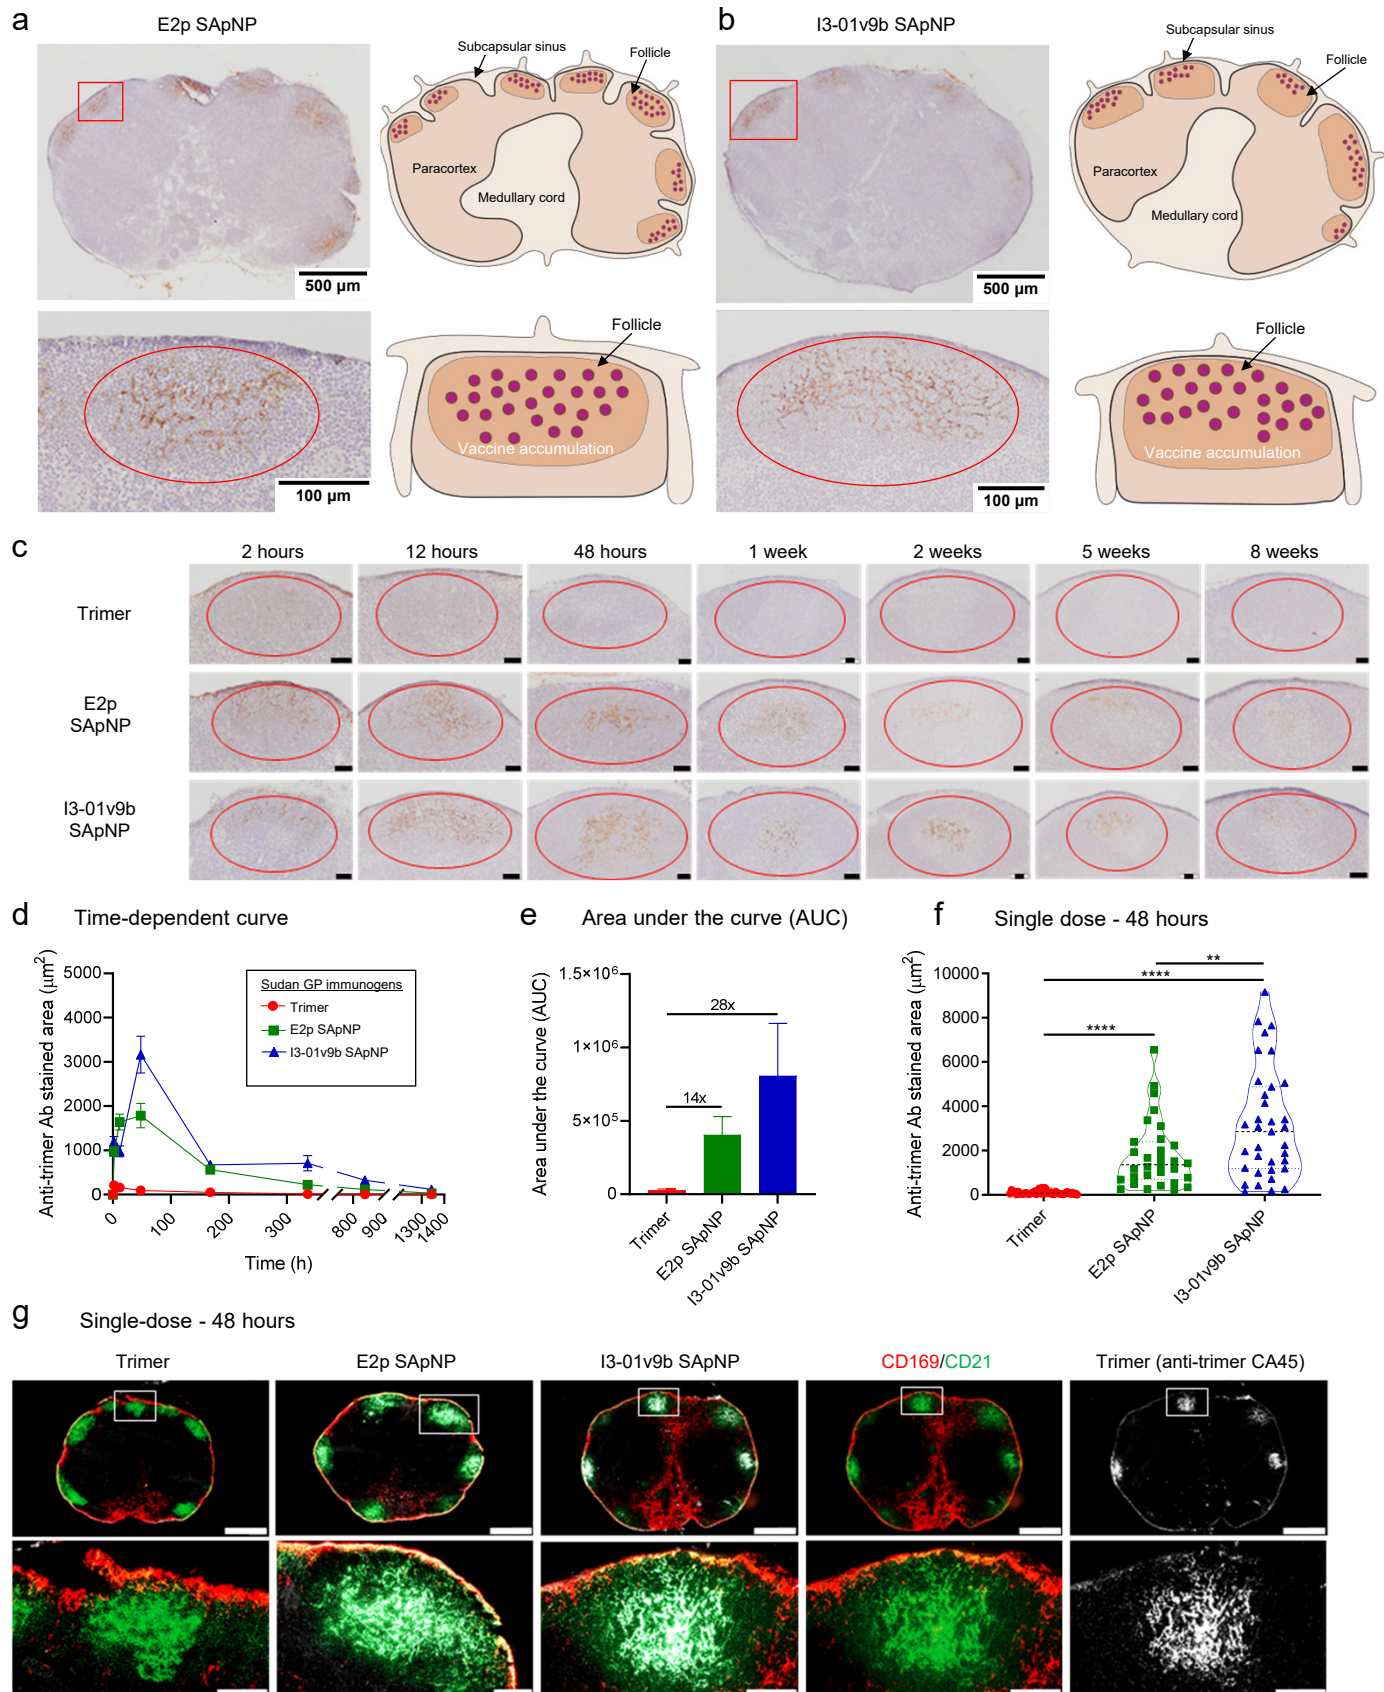 a
E2p SApNP
Subcapsular sinus
Follicle
Paracortex
Medullary cord
500 µm
Follicle
Vaccine accumulation
100 µm
b
I3-01v9b SApNP
Subcapsular sinus
Follicle
Paracortex
Medullary cord
500 µm
Follicle
Vaccine accumulation
100 µm
c
2 hours
12 hours
48 hours
1 week
2 weeks
5 weeks
8 weeks
Trimer
E2p
SApNP
I3-01v9b
SApNP
d
Time-dependent curve
Anti-trimer Ab stained area (µm²)
5000
4000
3000
2000
1000
0
Sudan GP immunogens
Trimer
E2p SApNP
I3-01v9b SApNP
0
100
200
300
800
900
1300
1400
Time (h)
e
Area under the curve (AUC)
Area under the curve (AUC)
1.5×10⁶
1×10⁶
5×10⁵
0
28x
14x
Trimer
E2p SApNP
I3-01v9b SApNP
f
Single dose - 48 hours
Anti-trimer Ab stained area (µm²)
10000
8000
6000
4000
2000
0
**
****
****
Trimer
E2p SApNP
I3-01v9b SApNP
g
Single-dose - 48 hours
Trimer
E2p SApNP
I3-01v9b SApNP
CD169/CD21
Trimer (anti-trimer CA45)